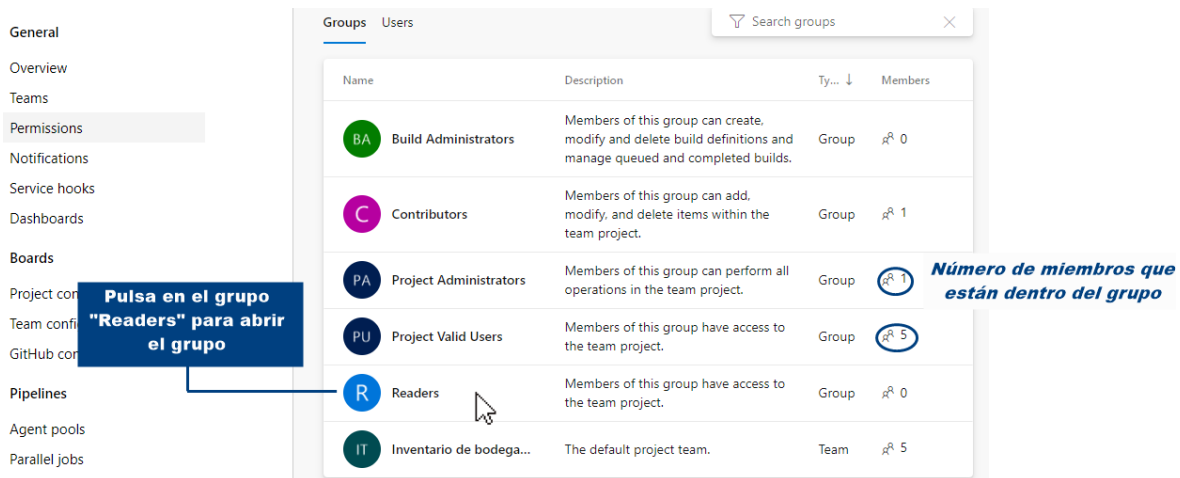 General
Overview
Teams
Permissions
Notifications
Service hooks
Dashboards
Boards
Project con
Team confi
GitHub con
Pipelines
Agent pools
Parallel jobs
Groups Users
Search groups
Name Description Ty... ↓ Members
BA Build Administrators
Members of this group can create,
modify and delete build definitions and
manage queued and completed builds.
Group 0
C Contributors
Members of this group can add,
modify, and delete items within the
team project.
Group 1
PA Project Administrators
Members of this group can perform all
operations in the team project.
Group 1
PU Project Valid Users
Members of this group have access to
the team project.
Group 5
R Readers
Members of this group have access to
the team project.
Group 0
IT Inventario de bodega...
The default project team.
Team 5
Pulsa en el grupo
"Readers" para abrir
el grupo
Número de miembros que
están dentro del grupo